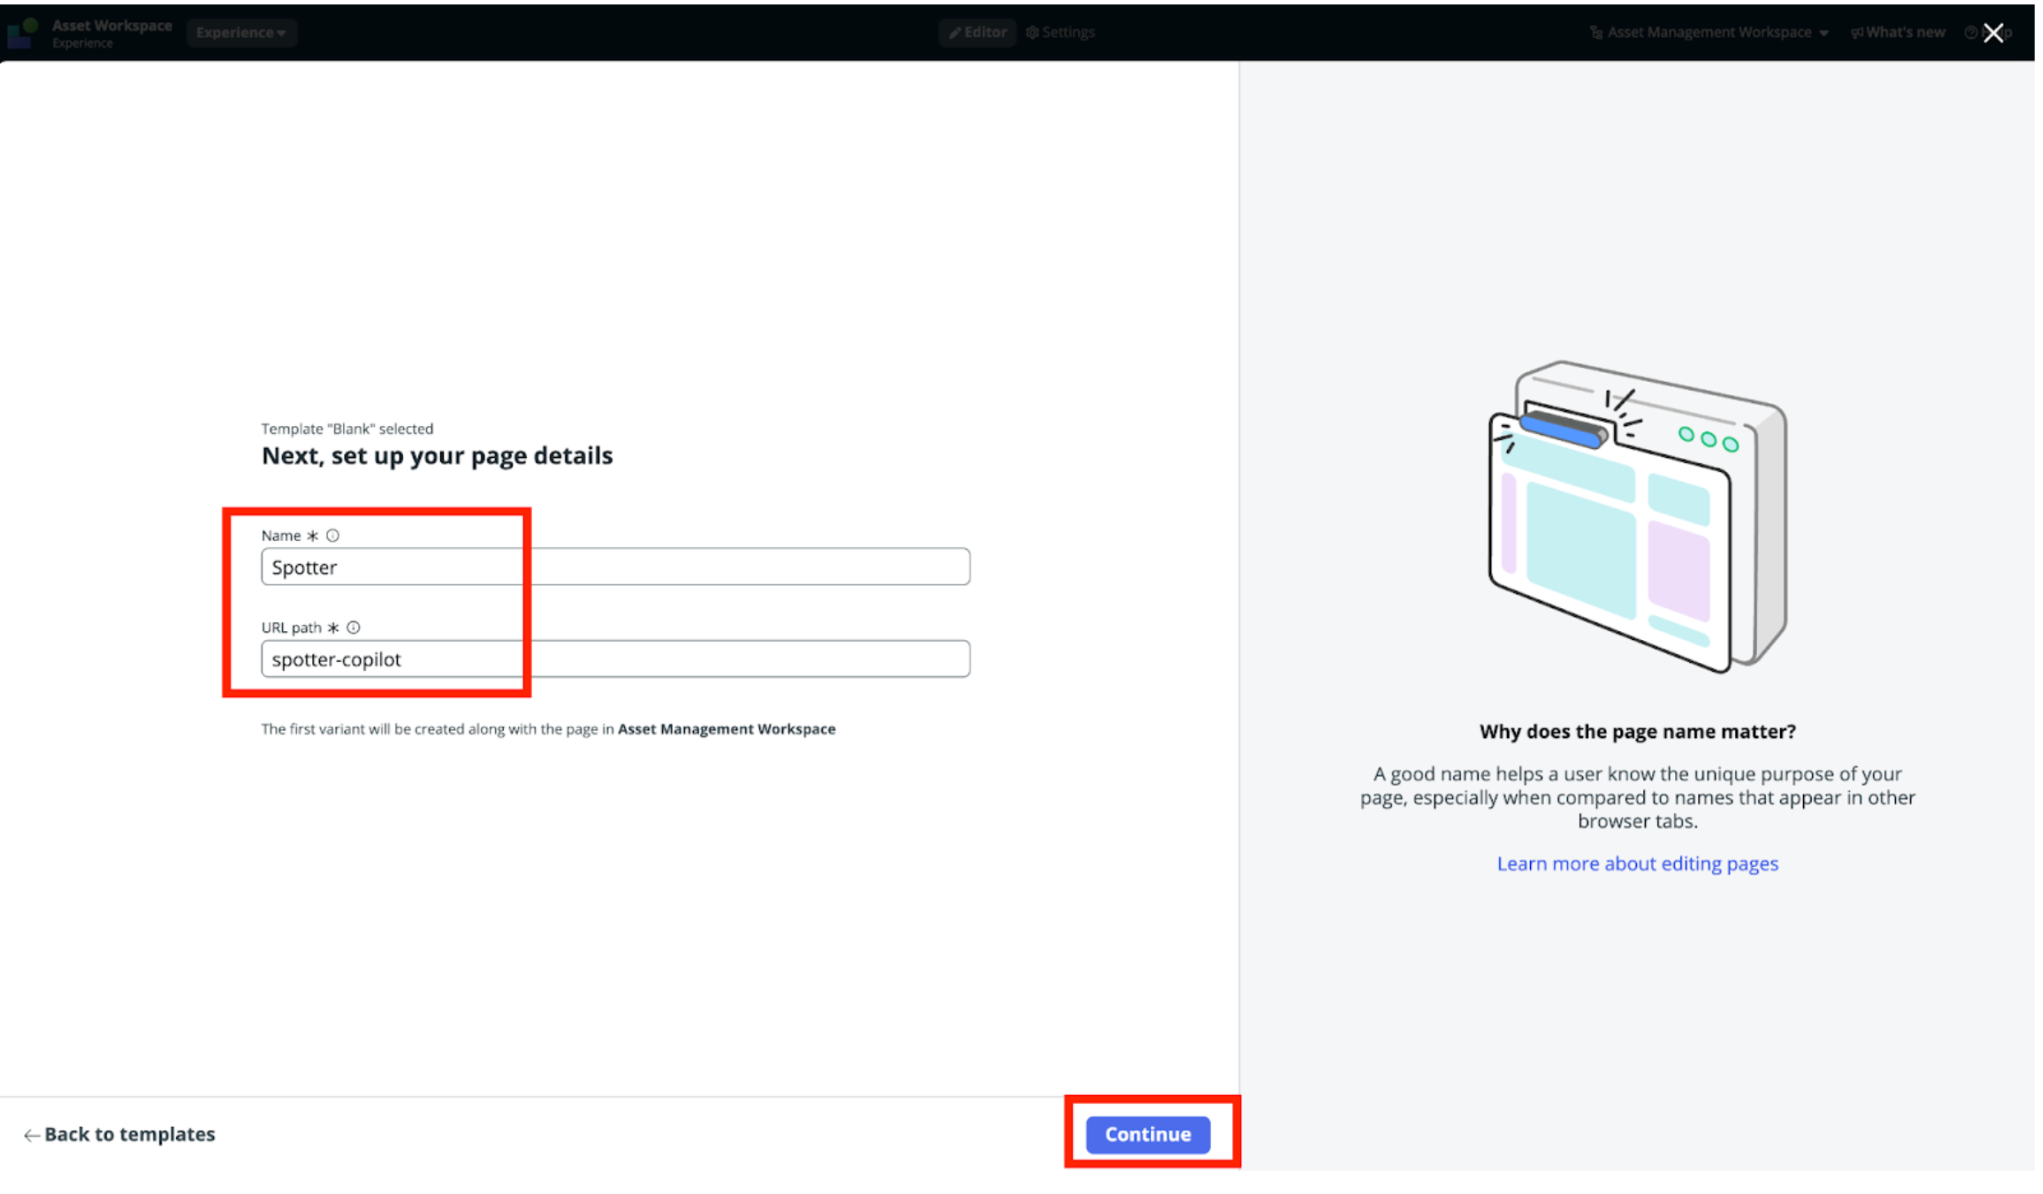 Asset Workspace
Experience
Experience
Editor
Settings
Asset Management Workspace
What's new
Template "Blank" selected
Next, set up your page details
Name *
Spotter
URL path *
spotter-copilot
The first variant will be created along with the page in Asset Management Workspace
Why does the page name matter?
A good name helps a user know the unique purpose of your
page, especially when compared to names that appear in other
browser tabs.
Learn more about editing pages
← Back to templates
Continue